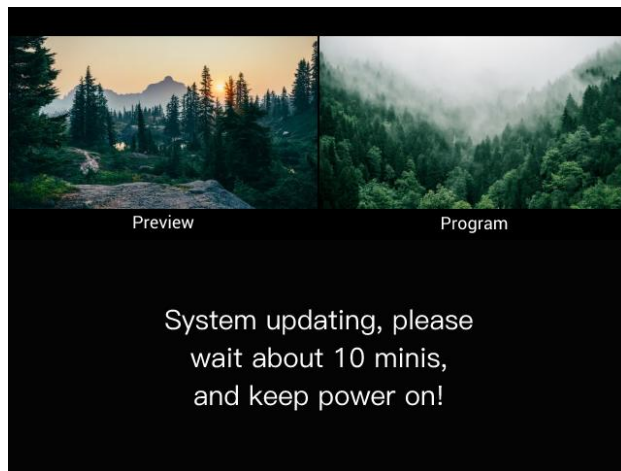 Preview
Program
System updating, please
wait about 10 minis,
and keep power on!